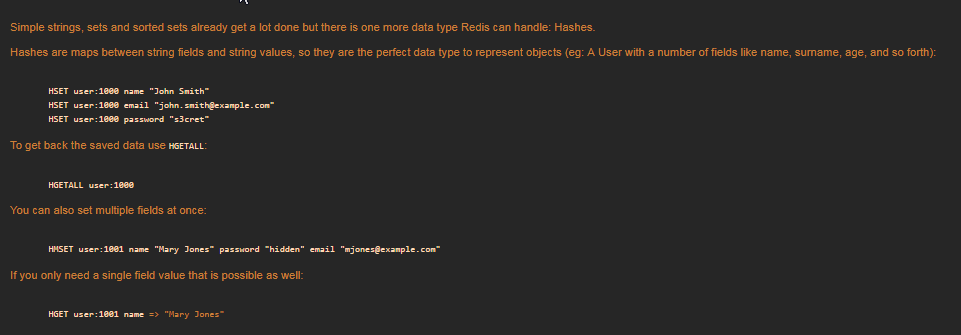 Simple strings, sets and sorted sets already get a lot done but there is one more data type Redis can handle: Hashes.
Hashes are maps between string fields and string values, so they are the perfect data type to represent objects (eg: A User with a number of fields like name, surname, age, and so forth):
HSET user:1000 name "John Smith"
HSET user:1000 email "john.smith@example.com"
HSET user:1000 password "s3cret"
To get back the saved data use HGETALL:
HGETALL user:1000
You can also set multiple fields at once:
HMSET user:1001 name "Mary Jones" password "hidden" email "mjones@example.com"
If you only need a single field value that is possible as well:
HGET user:1001 name => "Mary Jones"